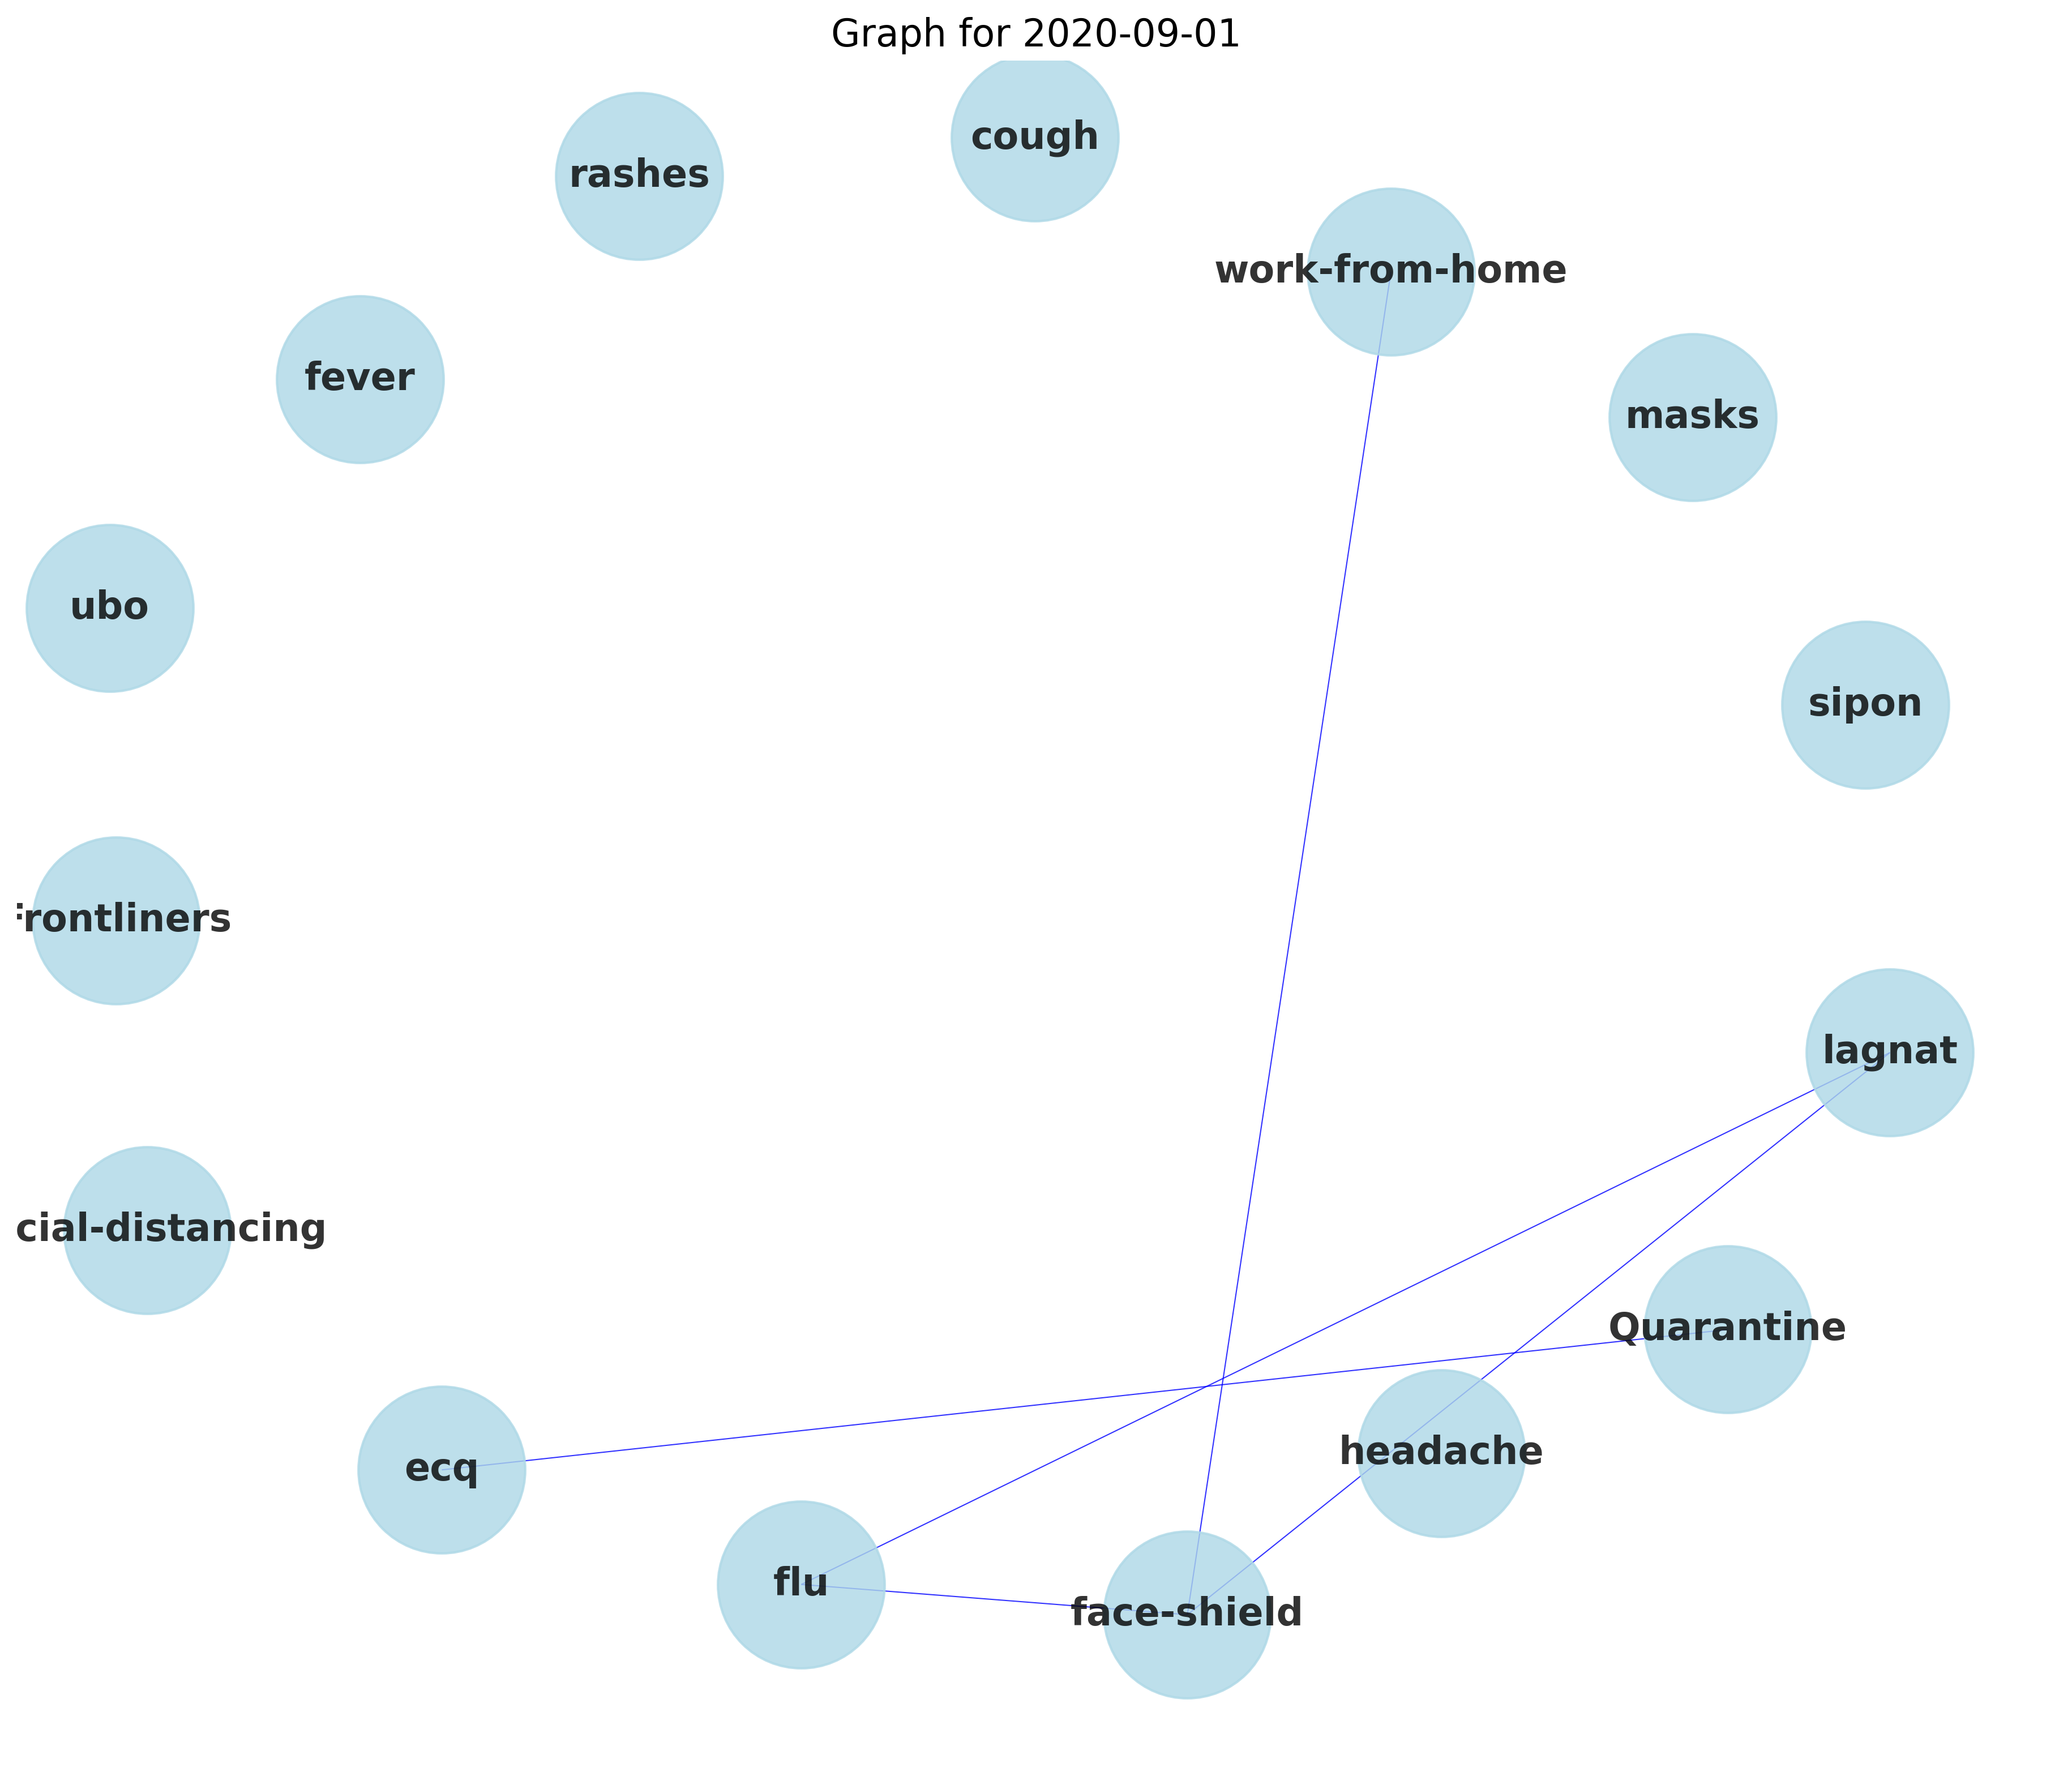 Graph for 2020-09-01
cough
rashes
work-from-home
fever
masks
ubo
sipon
rontliners
lagnat
cial-distancing
Quarantine
headache
ecq
flu
face-shield